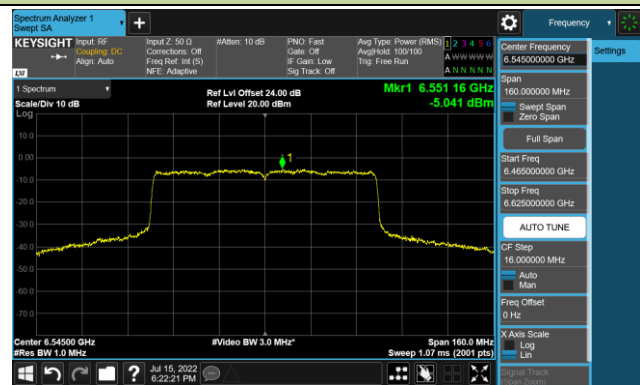 Spectrum Analyzer 1
Swept SA
+
Frequency
KEYSIGHT
Input: RF
Coupling: DC
Align: Auto
Input Z: 50 Ω
Corrections: Off
Freq Ref: Int (S)
NFE: Adaptive
#Atten: 10 dB
PNO: Fast
Gate: Off
IF Gain: Low
Sig Track: Off
Avg Type: Power (RMS)
Avg|Hold: 100/100
Trig: Free Run
1 2 3 4 5 6
A W W W W W
A N N N N N
LXI
1 Spectrum
Scale/Div 10 dB
Log
Ref Lvl Offset 24.00 dB
Ref Level 20.00 dBm
Mkr1 6.551 16 GHz
-5.041 dBm
10.0
0.00
-10.0
-20.0
-30.0
-40.0
-50.0
-60.0
-70.0
1
Center 6.54500 GHz
#Res BW 1.0 MHz
#Video BW 3.0 MHz*
Span 160.0 MHz
Sweep 1.07 ms (2001 pts)
Jul 15, 2022
6:22:21 PM
Center Frequency
6.545000000 GHz
Span
160.000000 MHz
Swept Span
Zero Span
Full Span
Start Freq
6.465000000 GHz
Stop Freq
6.625000000 GHz
AUTO TUNE
CF Step
16.000000 MHz
Auto
Man
Freq Offset
0 Hz
X Axis Scale
Log
Lin
Signal Track
(Span Zoom)
Settings